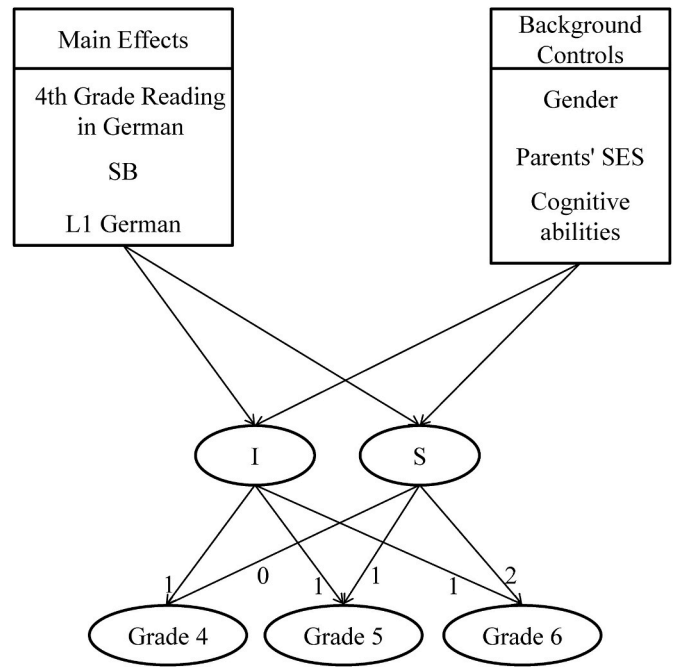 Main Effects
4th Grade Reading
in German
SB
L1 German
Background
Controls
Gender
Parents' SES
Cognitive
abilities
I
S
1
0
1
1
1
2
Grade 4
Grade 5
Grade 6